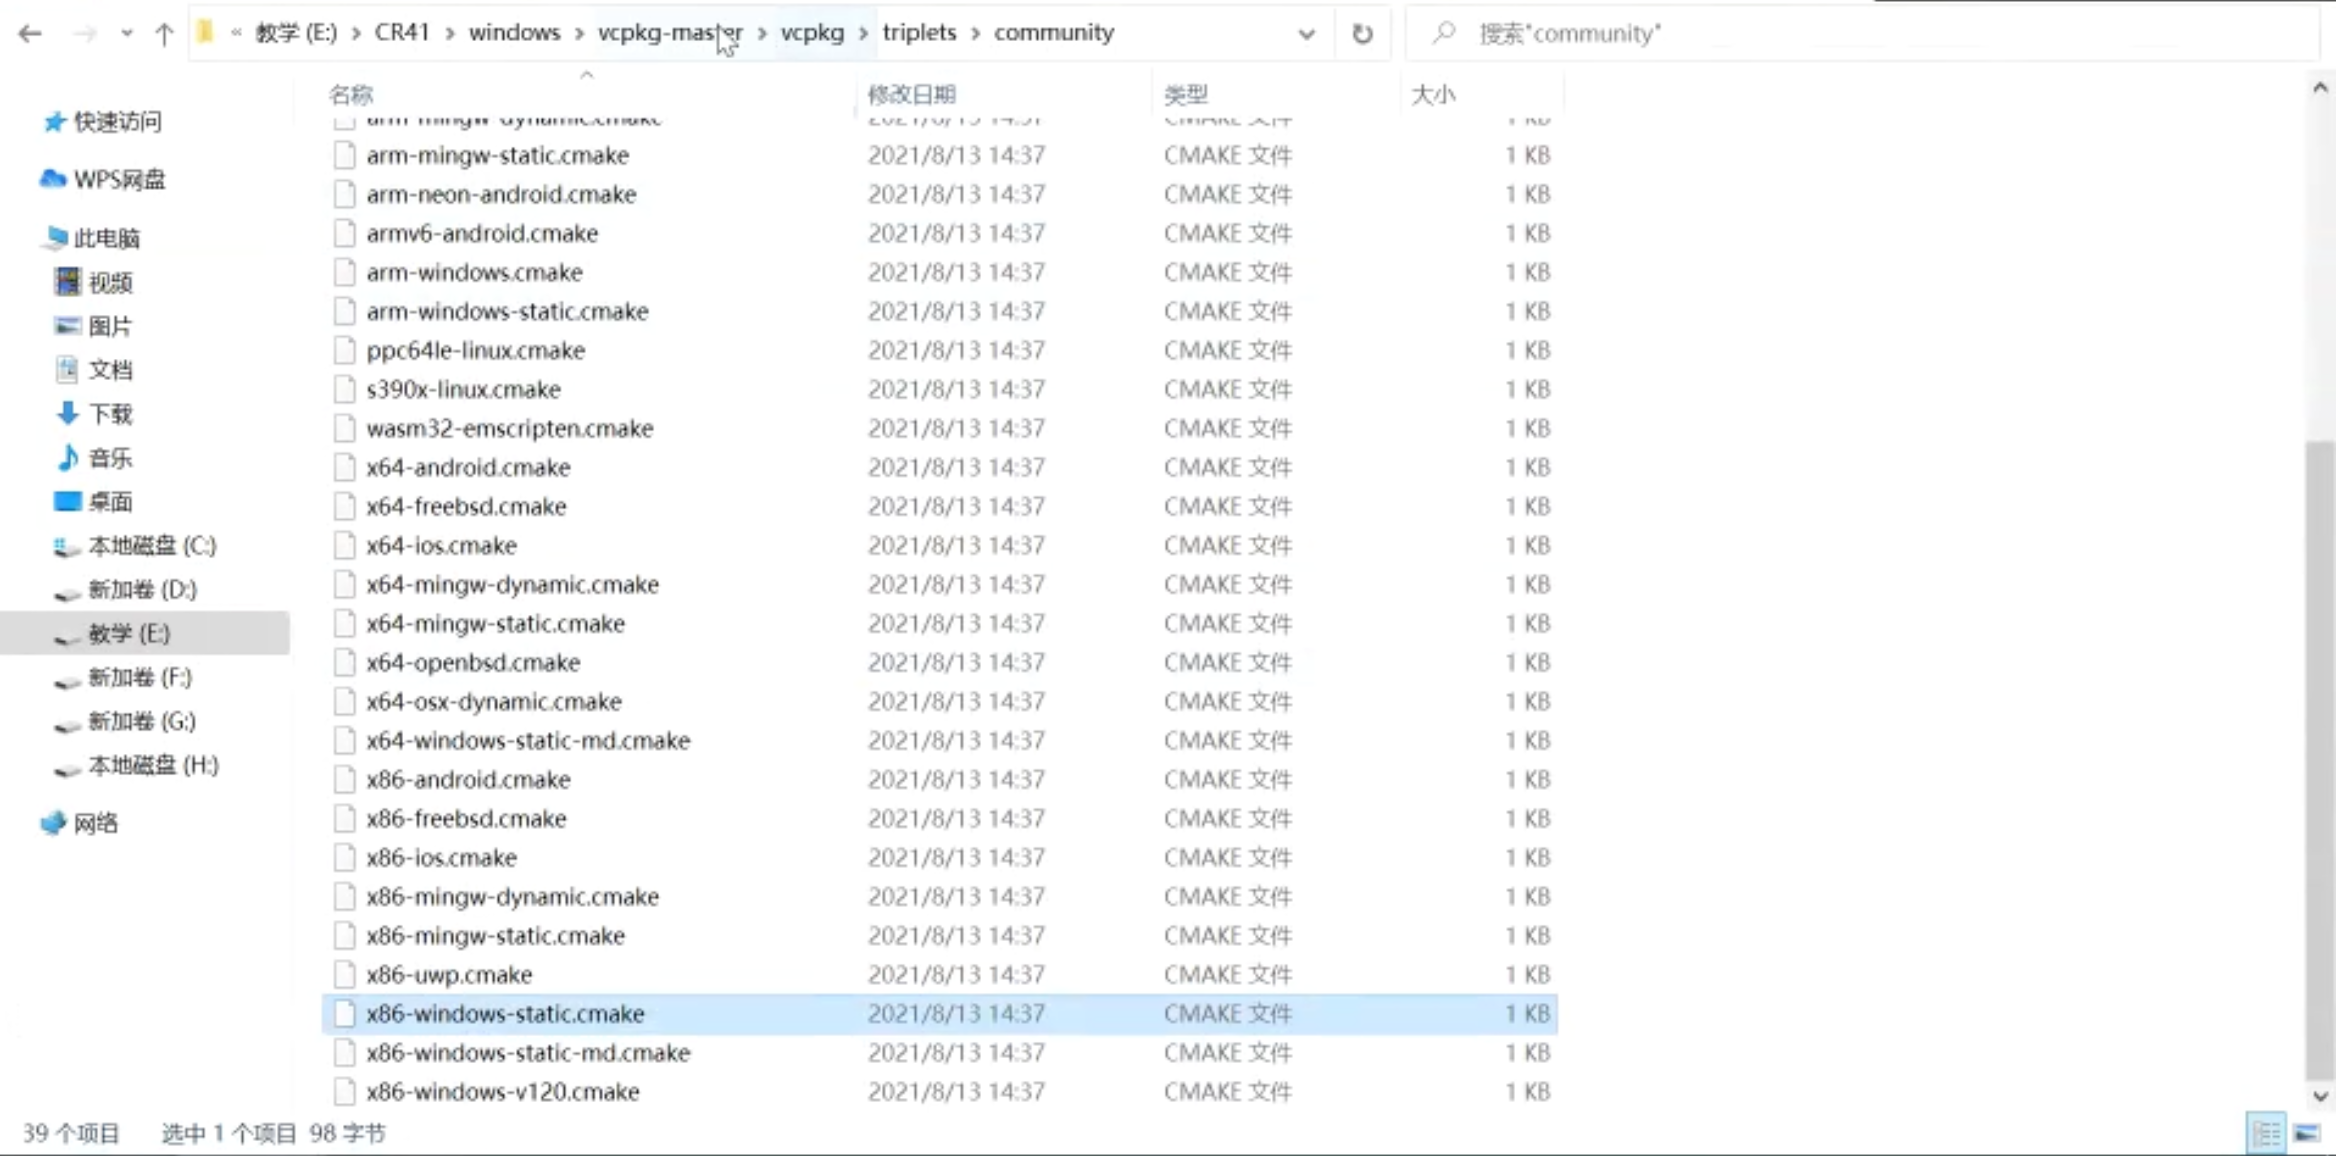 « 教学 (E:) › CR41 › windows › vcpkg-master › vcpkg › triplets › community
搜索"community"
快速访问
WPS网盘
此电脑
视频
图片
文档
下载
音乐
桌面
本地磁盘 (C:)
新加卷 (D:)
教学 (E:)
新加卷 (F:)
新加卷 (G:)
本地磁盘 (H:)
网络
名称 修改日期 类型 大小
arm-mingw-dynamic.cmake 2021/8/13 14:37 CMAKE 文件 1 KB
arm-mingw-static.cmake 2021/8/13 14:37 CMAKE 文件 1 KB
arm-neon-android.cmake 2021/8/13 14:37 CMAKE 文件 1 KB
armv6-android.cmake 2021/8/13 14:37 CMAKE 文件 1 KB
arm-windows.cmake 2021/8/13 14:37 CMAKE 文件 1 KB
arm-windows-static.cmake 2021/8/13 14:37 CMAKE 文件 1 KB
ppc64le-linux.cmake 2021/8/13 14:37 CMAKE 文件 1 KB
s390x-linux.cmake 2021/8/13 14:37 CMAKE 文件 1 KB
wasm32-emscripten.cmake 2021/8/13 14:37 CMAKE 文件 1 KB
x64-android.cmake 2021/8/13 14:37 CMAKE 文件 1 KB
x64-freebsd.cmake 2021/8/13 14:37 CMAKE 文件 1 KB
x64-ios.cmake 2021/8/13 14:37 CMAKE 文件 1 KB
x64-mingw-dynamic.cmake 2021/8/13 14:37 CMAKE 文件 1 KB
x64-mingw-static.cmake 2021/8/13 14:37 CMAKE 文件 1 KB
x64-openbsd.cmake 2021/8/13 14:37 CMAKE 文件 1 KB
x64-osx-dynamic.cmake 2021/8/13 14:37 CMAKE 文件 1 KB
x64-windows-static-md.cmake 2021/8/13 14:37 CMAKE 文件 1 KB
x86-android.cmake 2021/8/13 14:37 CMAKE 文件 1 KB
x86-freebsd.cmake 2021/8/13 14:37 CMAKE 文件 1 KB
x86-ios.cmake 2021/8/13 14:37 CMAKE 文件 1 KB
x86-mingw-dynamic.cmake 2021/8/13 14:37 CMAKE 文件 1 KB
x86-mingw-static.cmake 2021/8/13 14:37 CMAKE 文件 1 KB
x86-uwp.cmake 2021/8/13 14:37 CMAKE 文件 1 KB
x86-windows-static.cmake 2021/8/13 14:37 CMAKE 文件 1 KB
x86-windows-static-md.cmake 2021/8/13 14:37 CMAKE 文件 1 KB
x86-windows-v120.cmake 2021/8/13 14:37 CMAKE 文件 1 KB
39 个项目 选中 1 个项目 98 字节